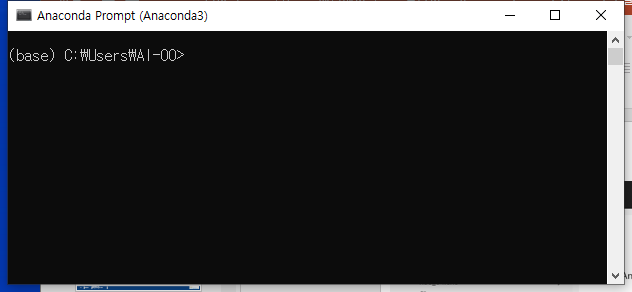 Anaconda Prompt (Anaconda3)
(base) C:₩Users₩AI-00>